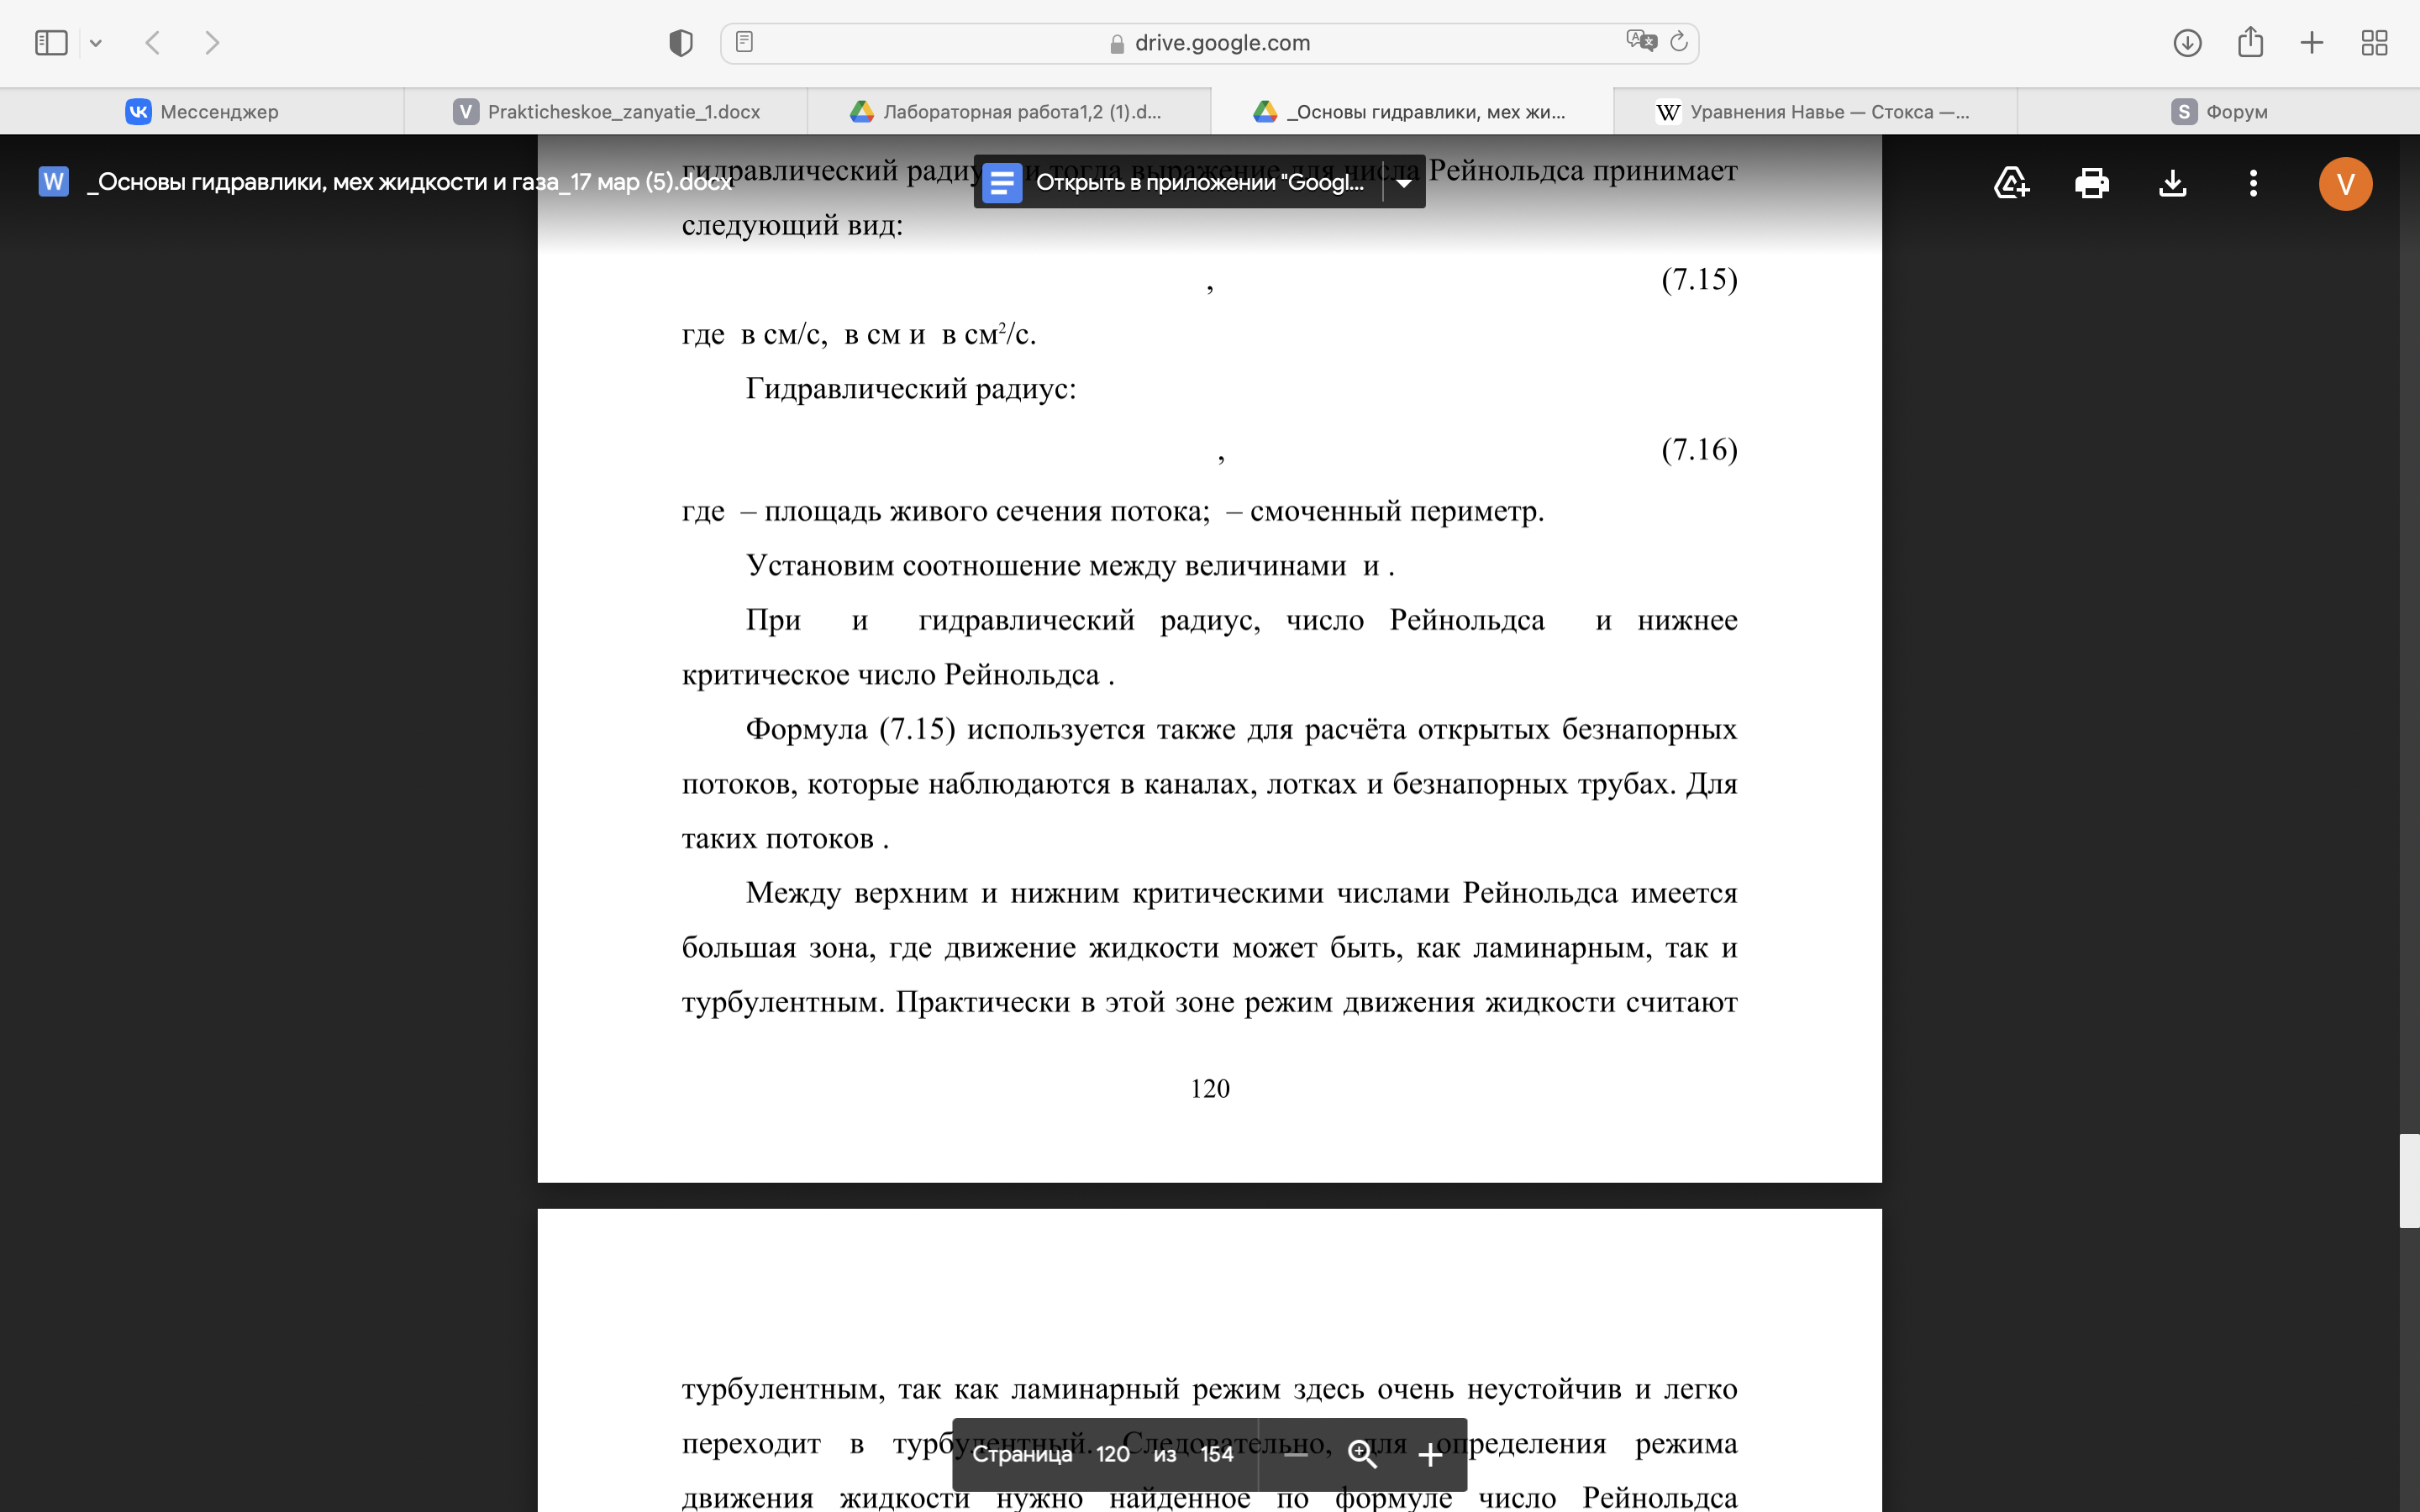 drive.google.com
Мессенджер
V Prakticheskoe_zanyatie_1.docx
Лабораторная работа1,2 (1).d...
_Основы гидравлики, мех жи...
W Уравнения Навье — Стокса —...
S Форум
W _Основы гидравлики, мех жидкости и газа_17 мар (5).docx
Открыть в приложении "Googl...
V
гидравлический радиус и тогда выражение для числа Рейнольдса принимает
следующий вид:
, (7.15)
где в см/с, в см и в см²/с.
Гидравлический радиус:
, (7.16)
где – площадь живого сечения потока; – смоченный периметр.
Установим соотношение между величинами и .
При и гидравлический радиус, число Рейнольдса и нижнее
критическое число Рейнольдса .
Формула (7.15) используется также для расчёта открытых безнапорных
потоков, которые наблюдаются в каналах, лотках и безнапорных трубах. Для
таких потоков .
Между верхним и нижним критическими числами Рейнольдса имеется
большая зона, где движение жидкости может быть, как ламинарным, так и
турбулентным. Практически в этой зоне режим движения жидкости считают
120
турбулентным, так как ламинарный режим здесь очень неустойчив и легко
переходит в турбулентный. Следовательно, для определения режима
движения жидкости нужно найденное по формуле число Рейнольдса
Страница 120 из 154